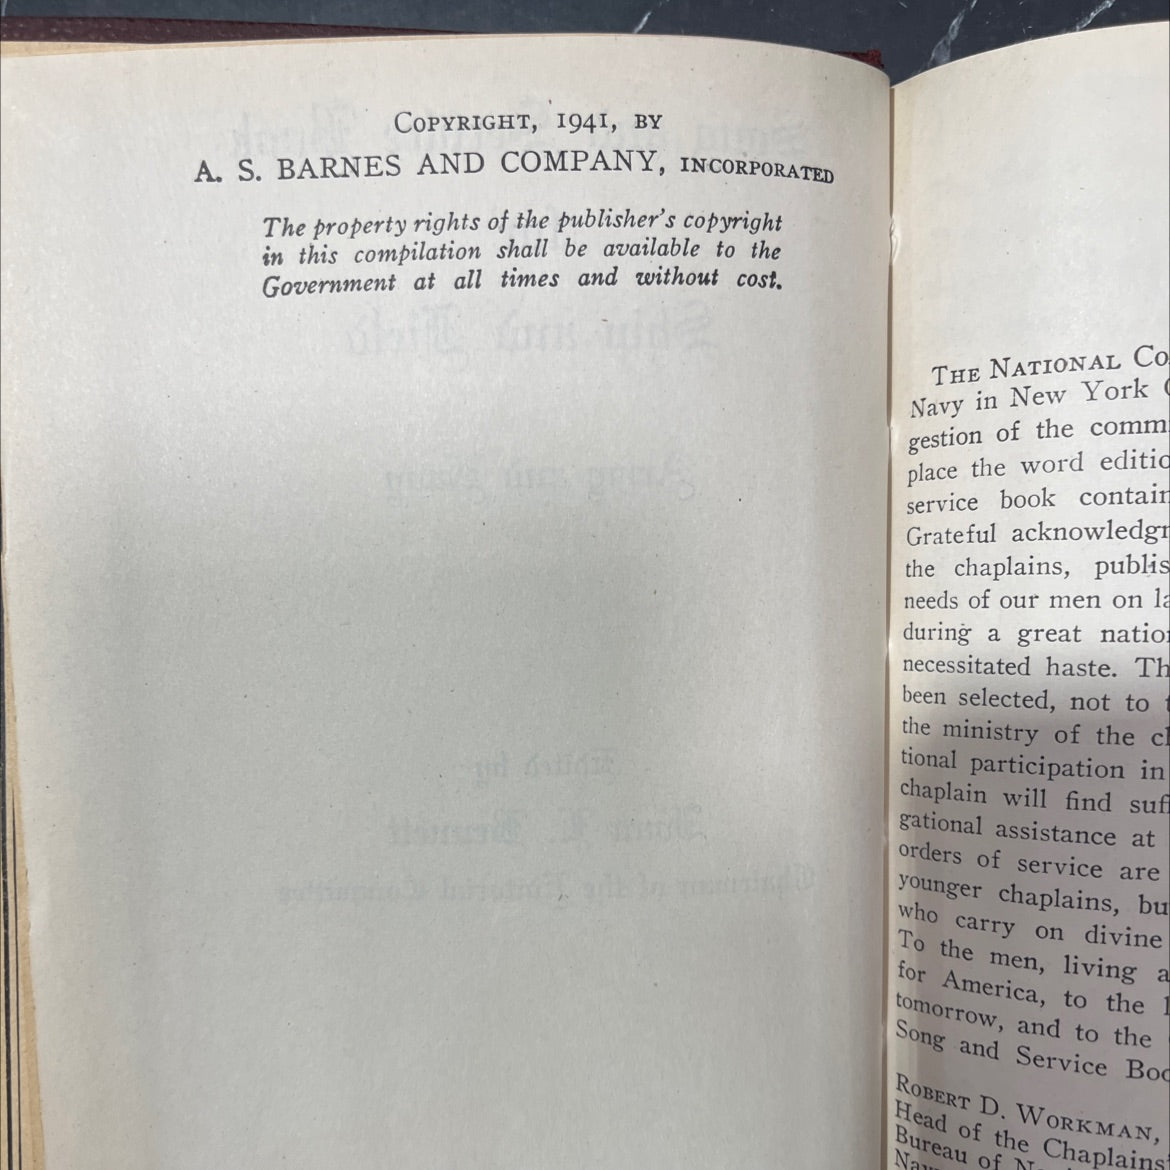 COPYRIGHT, 1941, BY
A. S. BARNES AND COMPANY, INCORPORATED
The property rights of the publisher's copyright
in this compilation shall be available to the
Government at all times and without cost.
THE NATIONAL CO
Navy in New York
gestion of the comm
place the word editio
service book contain
Grateful acknowledgm
the chaplains, publis
needs of our men on la
during a great nation
necessitated haste. Th
been selected, not to
the ministry of the cl
tional participation in
chaplain will find suf
gational assistance at
orders of service are
younger chaplains, bu
who carry on divine
To the men, living a
for America, to the
tomorrow, and to the
Song and Service Boo
ROBERT D. WORKMAN,
Head of the Chaplains'
Bureau of N
Nav